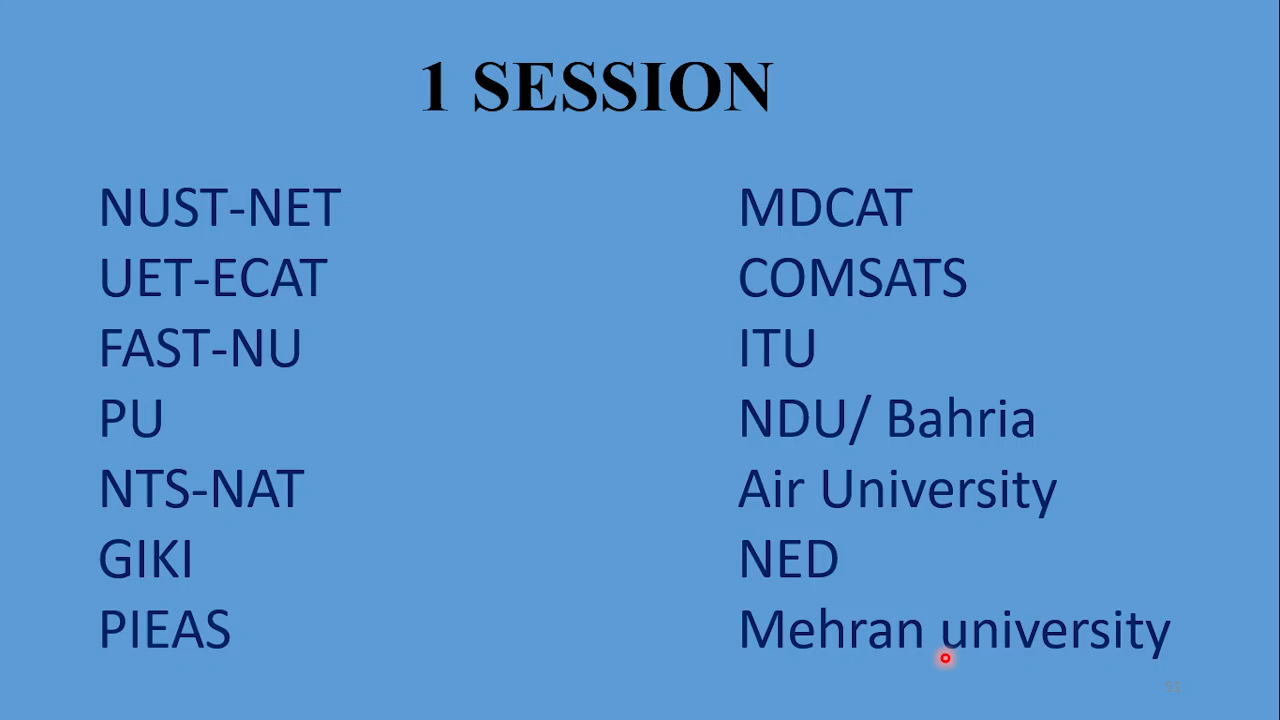 1 SESSION
NUST-NET
UET-ECAT
FAST-NU
PU
NTS-NAT
GIKI
PIEAS
MDCAT
COMSATS
ITU
NDU/ Bahria
Air University
NED
Mehran university